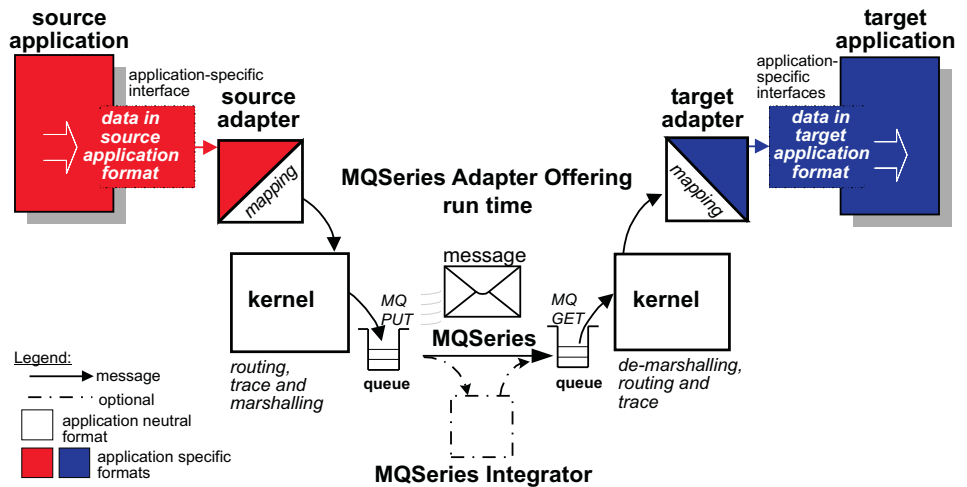 source
application
application-specific
interface
data in
source
application
format
source
adapter
mapping
MQSeries Adapter Offering
run time
target
application
application-
specific
interfaces
data in
target
application
format
target
adapter
mapping
kernel
routing,
trace and
marshalling
MQ
PUT
queue
message
MQSeries
MQ
GET
queue
kernel
de-marshalling,
routing and
trace
MQSeries Integrator
Legend:
message
optional
application neutral
format
application specific
formats